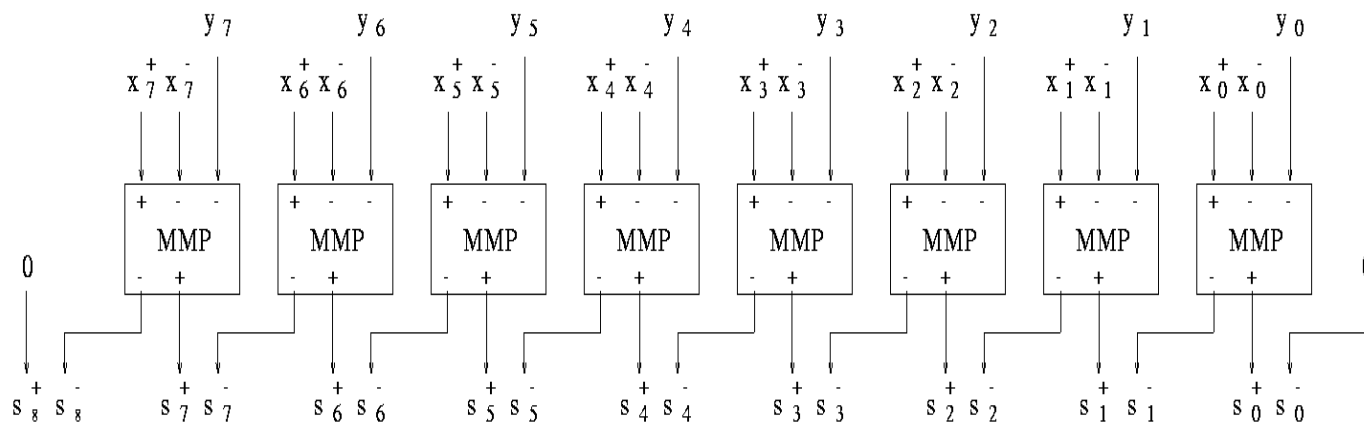 y7 y6 y5 y4 y3 y2 y1 y0
x7+ x7- x6+ x6- x5+ x5- x4+ x4- x3+ x3- x2+ x2- x1+ x1- x0+ x0-
+ - - + - - + - - + - - + - - + - - + - - + - -
MMP MMP MMP MMP MMP MMP MMP MMP
0
- + - + - + - + - + - + - + - +
s8+ s8- s7+ s7- s6+ s6- s5+ s5- s4+ s4- s3+ s3- s2+ s2- s1+ s1- s0+ s0-